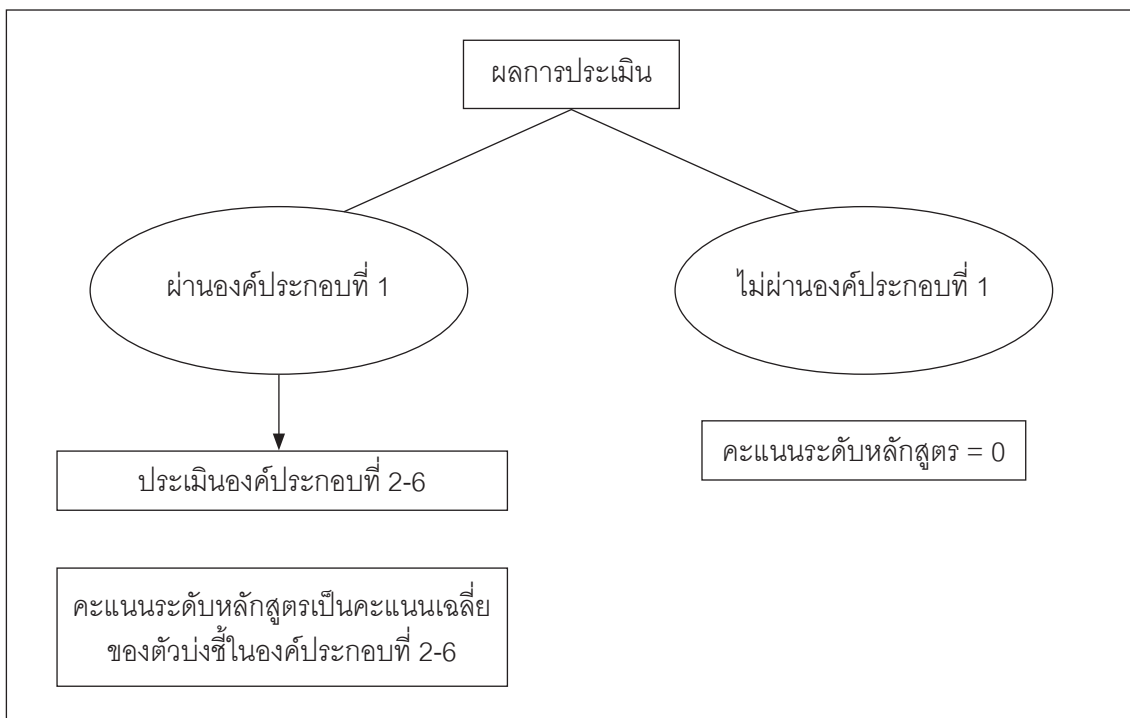 ผลการประเมิน
ผ่านองค์ประกอบที่ 1
ไม่ผ่านองค์ประกอบที่ 1
ประเมินองค์ประกอบที่ 2-6
คะแนนระดับหลักสูตร = 0
คะแนนระดับหลักสูตรเป็นคะแนนเฉลี่ย
ของตัวบ่งชี้ในองค์ประกอบที่ 2-6